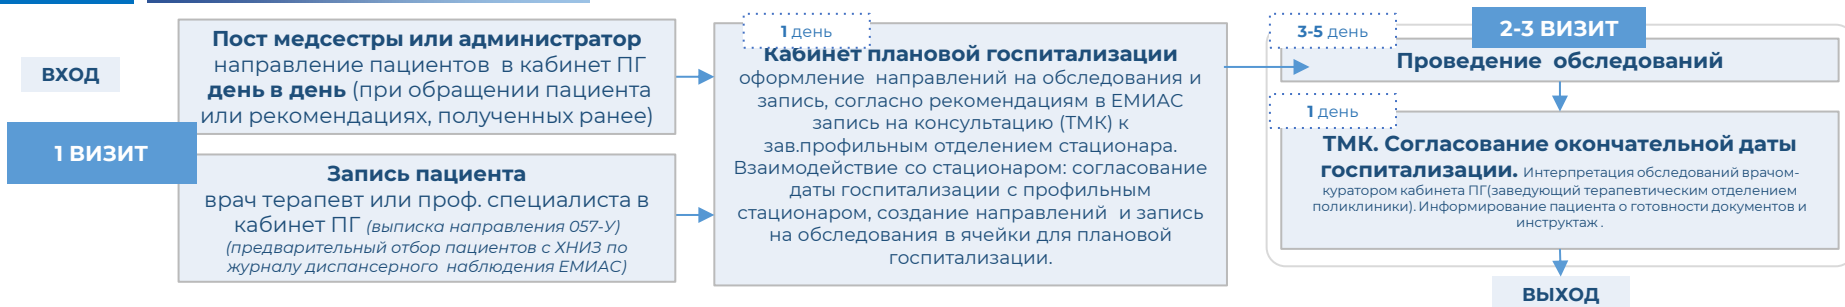 ВХОД
1 ВИЗИТ
Пост медсестры или администратор
направление пациентов в кабинет ПГ
день в день (при обращении пациента
или рекомендациях, полученных ранее)
Запись пациента
врач терапевт или проф. специалиста в
кабинет ПГ (выписка направления 057-У)
(предварительный отбор пациентов с ХНИЗ по
журналу диспансерного наблюдения ЕМИАС)
1 день
Кабинет плановой госпитализации
оформление направлений на обследования и
запись, согласно рекомендациям в ЕМИАС
запись на консультацию (ТМК) к
зав.профильным отделением стационара.
Взаимодействие со стационаром: согласование
даты госпитализации с профильным
стационаром, создание направлений и запись
на обследования в ячейки для плановой
госпитализации.
3-5 день
2-3 ВИЗИТ
Проведение обследований
1 день
ТМК. Согласование окончательной даты
госпитализации. Интерпретация обследований врачом-
куратором кабинета ПГ(заведующий терапевтическим отделением
поликлиники). Информирование пациента о готовности документов и
инструктаж .
ВЫХОД